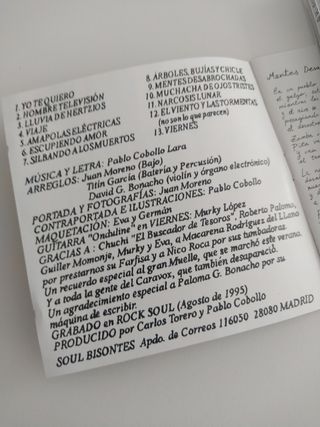 1. YO TE QUIERO
2. HOMBRE TELEVISIÓN
3. LLUVIA DE HERTZIOS
4. VIAJE
5. AMAPOLAS ELÉCTRICAS
6. ESCUPIENDO AMOR
7. SILBANDO A LOS MUERTOS
8. ÁRBOLES, BUJÍAS Y CHICLE
9. MENTES DESABROCHADAS
10. MUCHACHA DE OJOS TRISTES
11. NARCOSIS LUNAR
12. EL VIENTO Y LAS TORMENTAS
(no son lo que parecen)
13. VIERNES
MÚSICA Y LETRA: Pablo Cobollo Lara
ARREGLOS: Juan Moreno (Bajo)
Titín García (Batería y Percusión)
David G. Bonacho (violín y órgano electrónico)
PORTADA Y FOTOGRAFÍAS: Juan Moreno
CONTRAPORTADA E ILUSTRACIONES: Pablo Cobollo
MAQUETACIÓN: Eva y Germán
GUITARRA "Onduline" en VIERNES: Murky López
GRACIAS A: Chuchi "El Buscador de Tesoros", Roberto Palomo,
Guiller Momonje, Murky y Eva, a Macarena Rodríguez del Llano
por prestarnos su Farfisa y a Nico Roca por sus tumbadoras.
Un recuerdo especial al gran Muelle, que se marchó este verano.
Y a toda la gente del Caravos, que también desapareció.
Un agradecimiento especial a Paloma G. Bonacho por su
máquina de escribir.
GRABADO en ROCK SOUL (Agosto de 1995)
PRODUCIDO por Carlos Torero y Pablo Cobollo
SOUL BISONTES Apdo. de Correos 116050 28080 MADRID
Mentes Desa